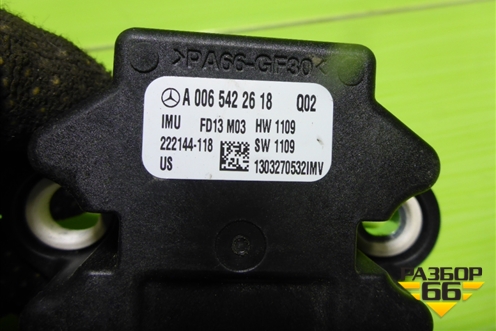 >PA66-GF30<
A 006 542 26 18 Q02
IMU FD13 M03 HW 1109
222144-118 SW 1109
US 1303270532IMV
РАЗБОР
66